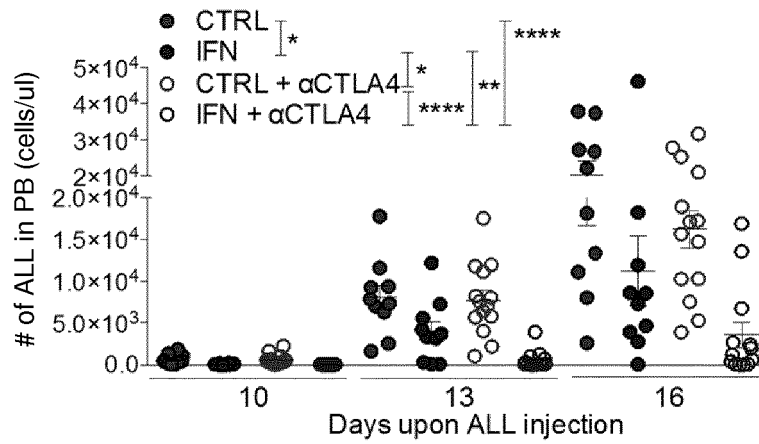 CTRL
IFN
CTRL + αCTLA4
IFN + αCTLA4
*
*
****
**
****
# of ALL in PB (cells/ul)
5×10⁴
4×10⁴
3×10⁴
2×10⁴
2.0×10⁴
1.5×10⁴
1.0×10⁴
5.0×10³
0.0
10 13 16
Days upon ALL injection